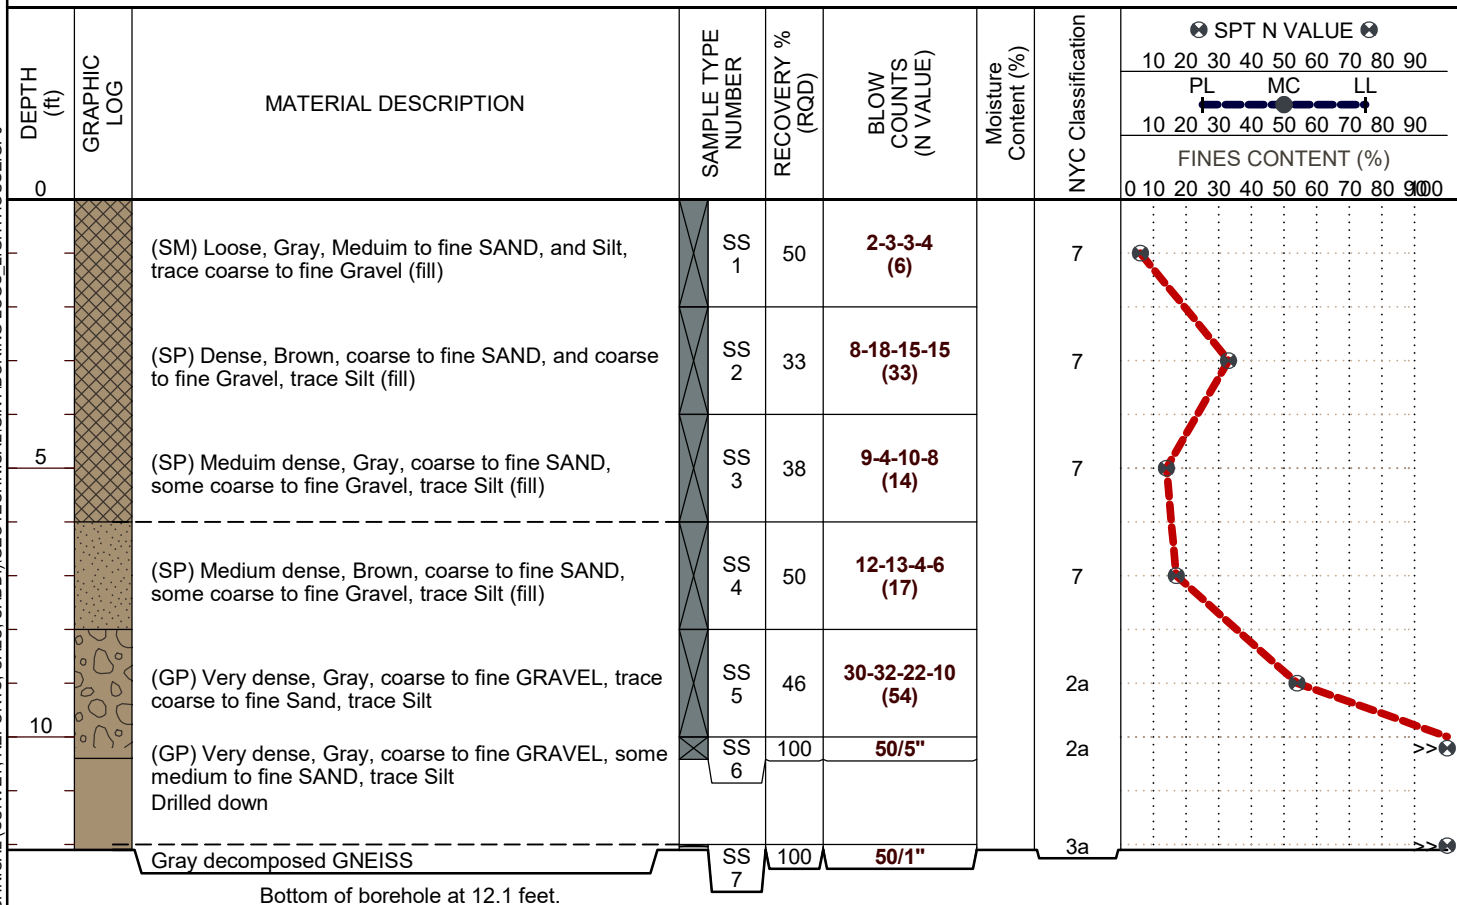 DEPTH
(ft)
GRAPHIC
LOG
MATERIAL DESCRIPTION
SAMPLE TYPE
NUMBER
RECOVERY %
(RQD)
BLOW
COUNTS
(N VALUE)
Moisture
Content (%)
NYC Classification
SPT N VALUE
10 20 30 40 50 60 70 80 90
PL MC LL
10 20 30 40 50 60 70 80 90
FINES CONTENT (%)
0 10 20 30 40 50 60 70 80 90 100
0
(SM) Loose, Gray, Meduim to fine SAND, and Silt,
trace coarse to fine Gravel (fill)
SS
1
50
2-3-3-4
(6)
7
(SP) Dense, Brown, coarse to fine SAND, and coarse
to fine Gravel, trace Silt (fill)
SS
2
33
8-18-15-15
(33)
7
5
(SP) Meduim dense, Gray, coarse to fine SAND,
some coarse to fine Gravel, trace Silt (fill)
SS
3
38
9-4-10-8
(14)
7
(SP) Medium dense, Brown, coarse to fine SAND,
some coarse to fine Gravel, trace Silt (fill)
SS
4
50
12-13-4-6
(17)
7
(GP) Very dense, Gray, coarse to fine GRAVEL, trace
coarse to fine Sand, trace Silt
SS
5
46
30-32-22-10
(54)
2a
10
(GP) Very dense, Gray, coarse to fine GRAVEL, some
medium to fine SAND, trace Silt
SS
6
100
50/5"
2a
>>
Drilled down
Gray decomposed GNEISS
SS
7
100
50/1"
3a
>>
Bottom of borehole at 12.1 feet.